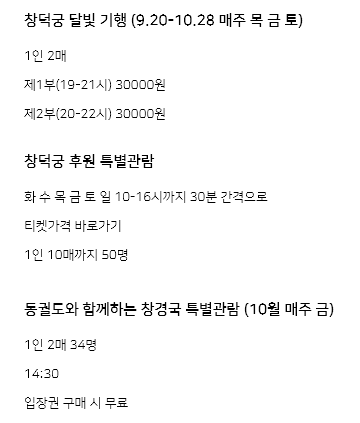 창덕궁 달빛 기행 (9.20-10.28 매주 목 금 토)
1인 2매
제1부(19-21시) 30000원
제2부(20-22시) 30000원
창덕궁 후원 특별관람
화 수 목 금 토 일 10-16시까지 30분 간격으로
티켓가격 바로가기
1인 10매까지 50명
동궐도와 함께하는 창경국 특별관람 (10월 매주 금)
1인 2매 34명
14:30
입장권 구매 시 무료